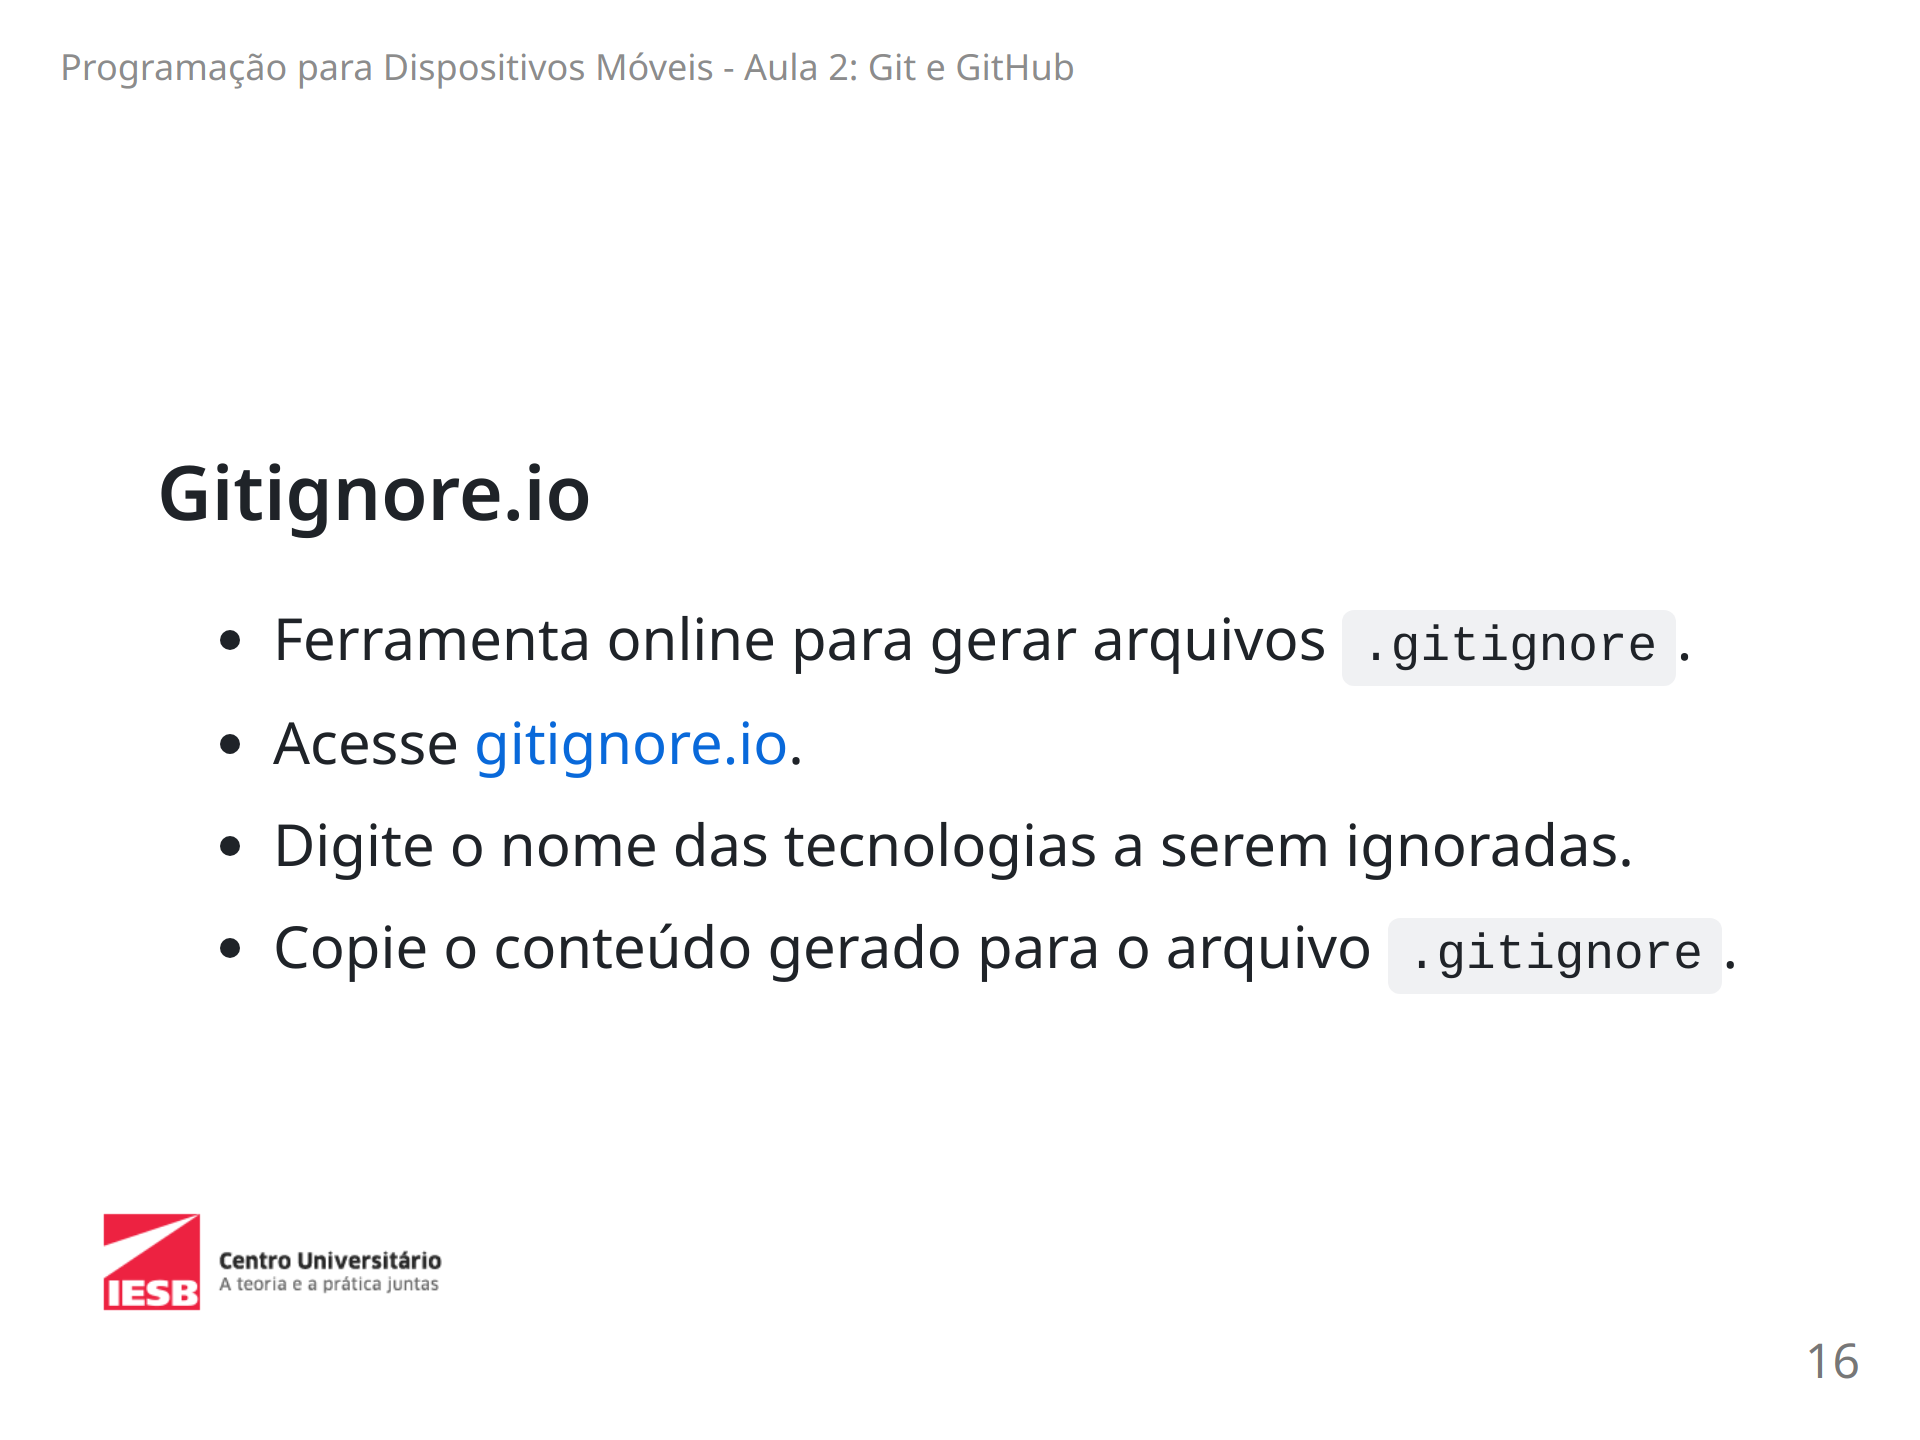 Programação para Dispositivos Móveis - Aula 2: Git e GitHub
Gitignore.io
• Ferramenta online para gerar arquivos .gitignore.
• Acesse gitignore.io.
• Digite o nome das tecnologias a serem ignoradas.
• Copie o conteúdo gerado para o arquivo .gitignore.
IESB
Centro Universitário
A teoria e a prática juntas
16